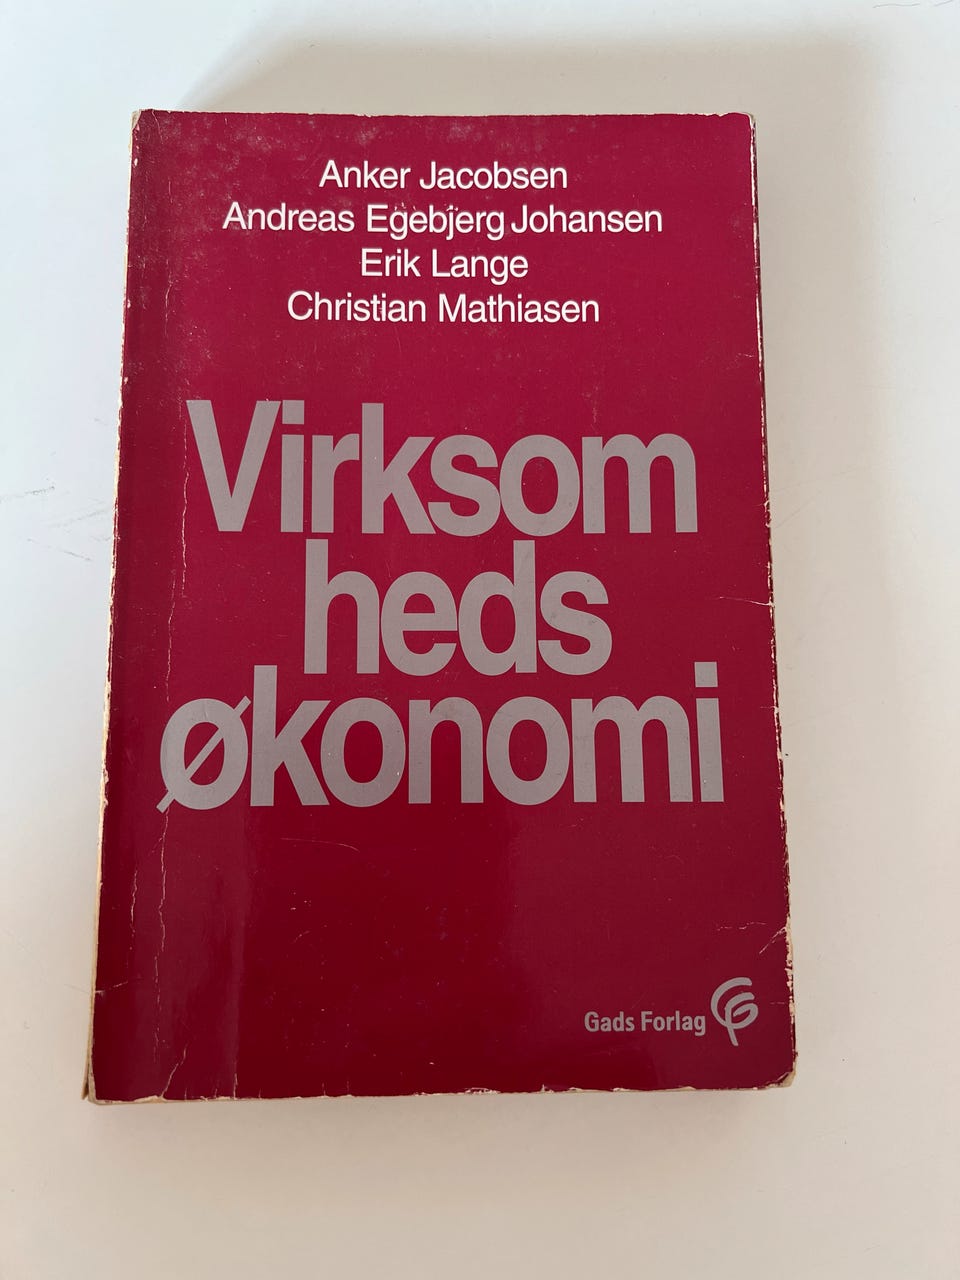 Anker Jacobsen
Andreas Egebjerg Johansen
Erik Lange
Christian Mathiasen
Virksom
heds
økonomi
Gads Forlag